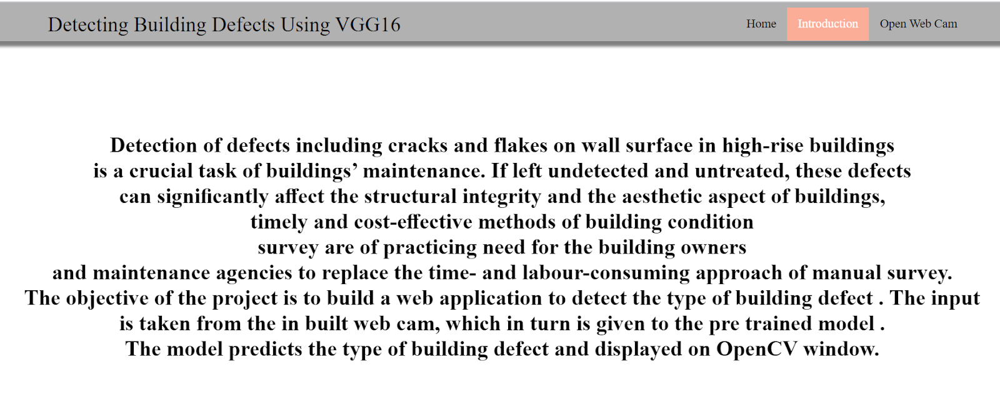 Detecting Building Defects Using VGG16
Home
Introduction
Open Web Cam
Detection of defects including cracks and flakes on wall surface in high-rise buildings
is a crucial task of buildings’ maintenance. If left undetected and untreated, these defects
can significantly affect the structural integrity and the aesthetic aspect of buildings,
timely and cost-effective methods of building condition
survey are of practicing need for the building owners
and maintenance agencies to replace the time- and labour-consuming approach of manual survey.
The objective of the project is to build a web application to detect the type of building defect . The input
is taken from the in built web cam, which in turn is given to the pre trained model .
The model predicts the type of building defect and displayed on OpenCV window.